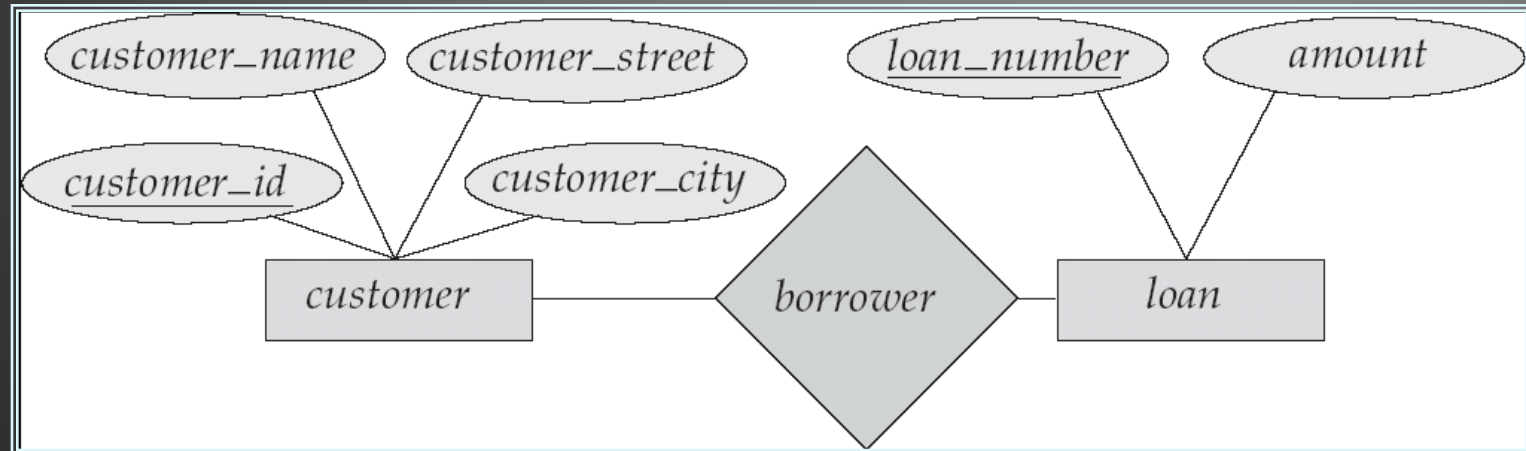 customer_name customer_street loan_number amount
customer_id customer_city
customer borrower loan